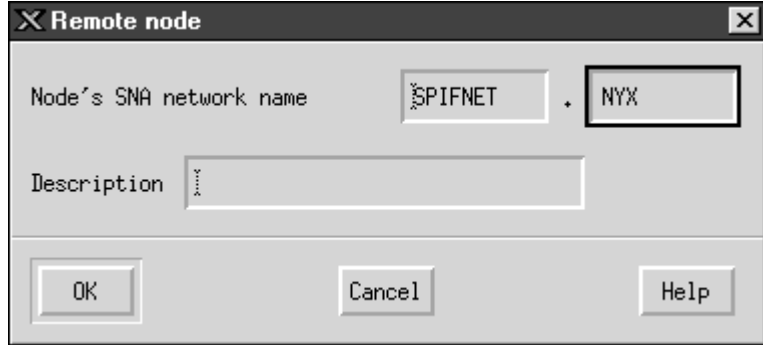 Remote node
Node's SNA network name SPIFNET . NYX
Description
OK Cancel Help